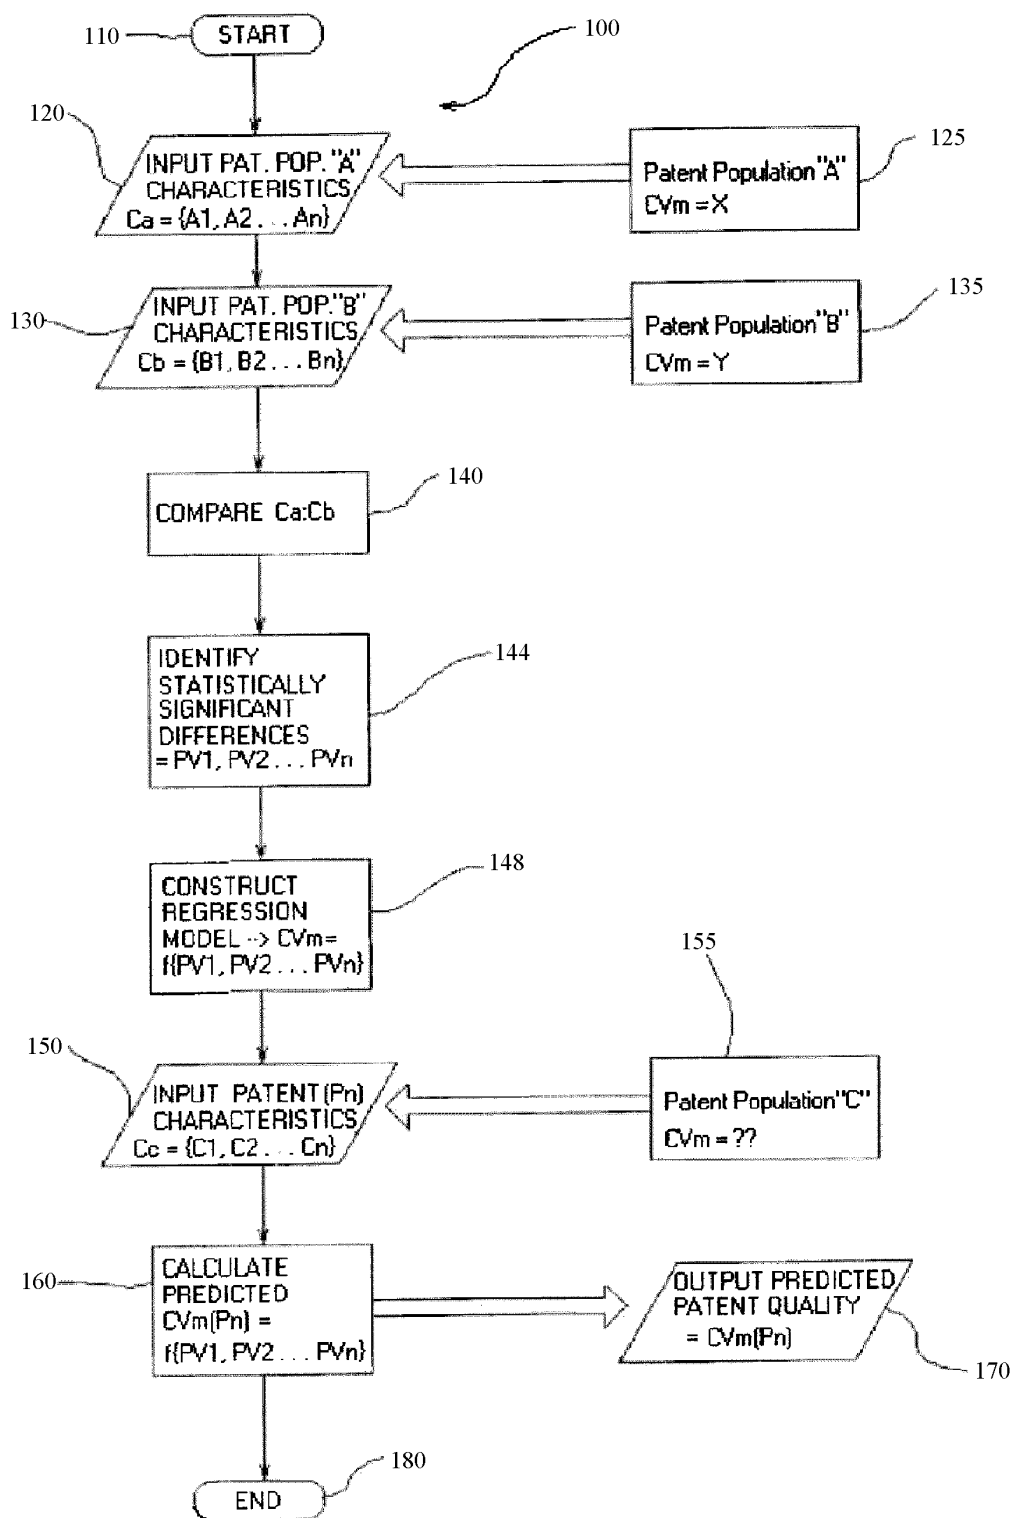 110
START
100
120
INPUT PAT. POP. "A"
CHARACTERISTICS
Ca = {A1, A2 . . . An}
Patent Population "A"
CVm = X
125
130
INPUT PAT. POP. "B"
CHARACTERISTICS
Cb = {B1, B2 . . . Bn}
Patent Population "B"
CVm = Y
135
COMPARE Ca:Cb
140
IDENTIFY
STATISTICALLY
SIGNIFICANT
DIFFERENCES
= PV1, PV2 . . . PVn
144
CONSTRUCT
REGRESSION
MODEL --> CVm =
f{PV1, PV2 . . . PVn}
148
150
INPUT PATENT (Pn)
CHARACTERISTICS
Cc = {C1, C2 . . . Cn}
155
Patent Population "C"
CVm = ??
160
CALCULATE
PREDICTED
CVm(Pn) =
f{PV1, PV2 . . . PVn}
OUTPUT PREDICTED
PATENT QUALITY
= CVm(Pn)
170
END
180